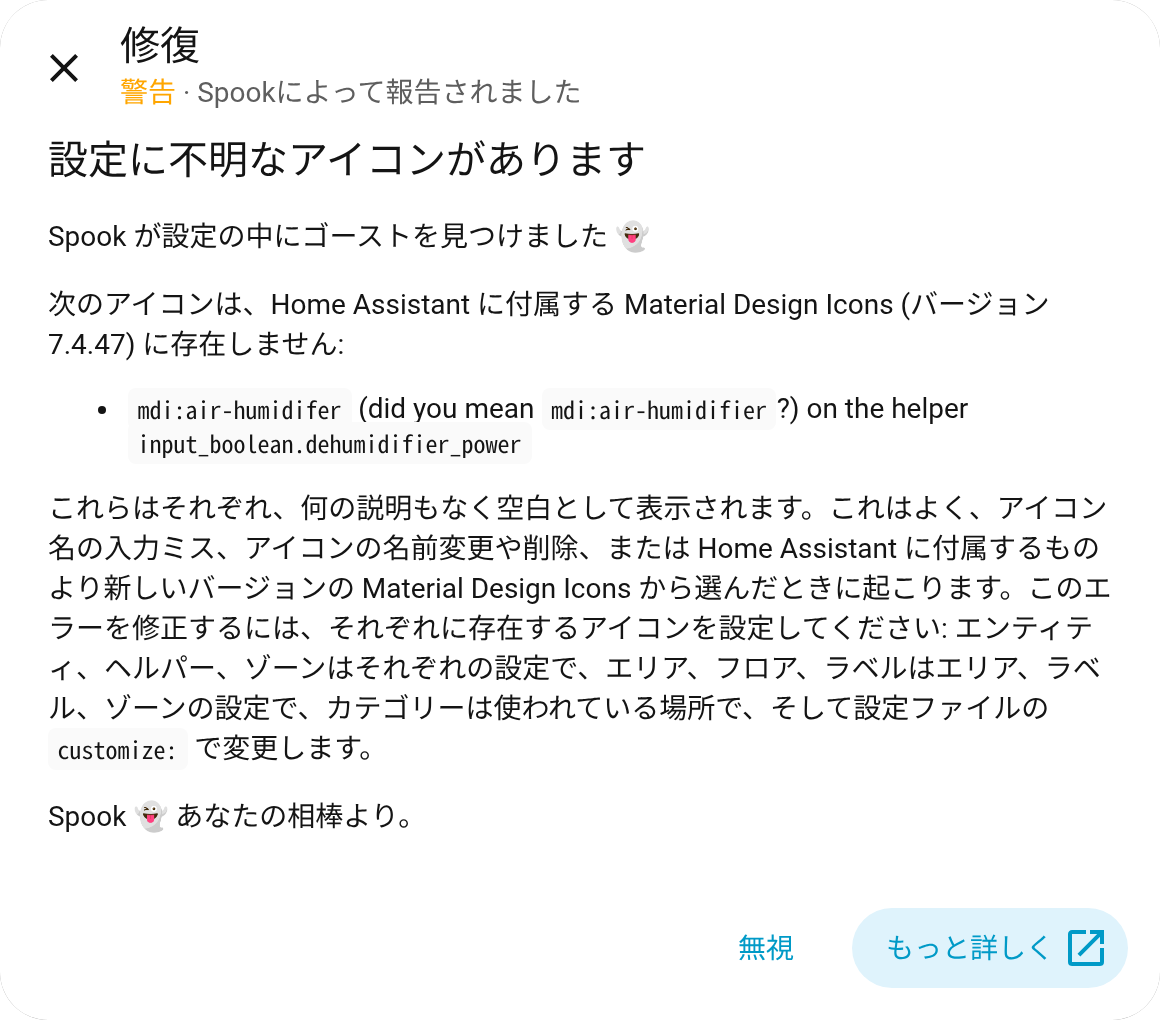 修復
警告 · Spookによって報告されました
設定に不明なアイコンがあります
Spook が設定の中にゴーストを見つけました 👻
次のアイコンは、Home Assistant に付属する Material Design Icons (バージョン
7.4.47) に存在しません:
• mdi:air-humidifer (did you mean mdi:air-humidifier ?) on the helper
input_boolean.dehumidifier_power
これらはそれぞれ、何の説明もなく空白として表示されます。これはよく、アイコン
名の入力ミス、アイコンの名前変更や削除、または Home Assistant に付属するもの
より新しいバージョンの Material Design Icons から選んだときに起こります。このエ
ラーを修正するには、それぞれに存在するアイコンを設定してください: エンティテ
ィ、ヘルパー、ゾーンはそれぞれの設定で、エリア、フロア、ラベルはエリア、ラベ
ル、ゾーンの設定で、カテゴリーは使われている場所で、そして設定ファイルの
customize: で変更します。
Spook 👻 あなたの相棒より。
無視
もっと詳しく